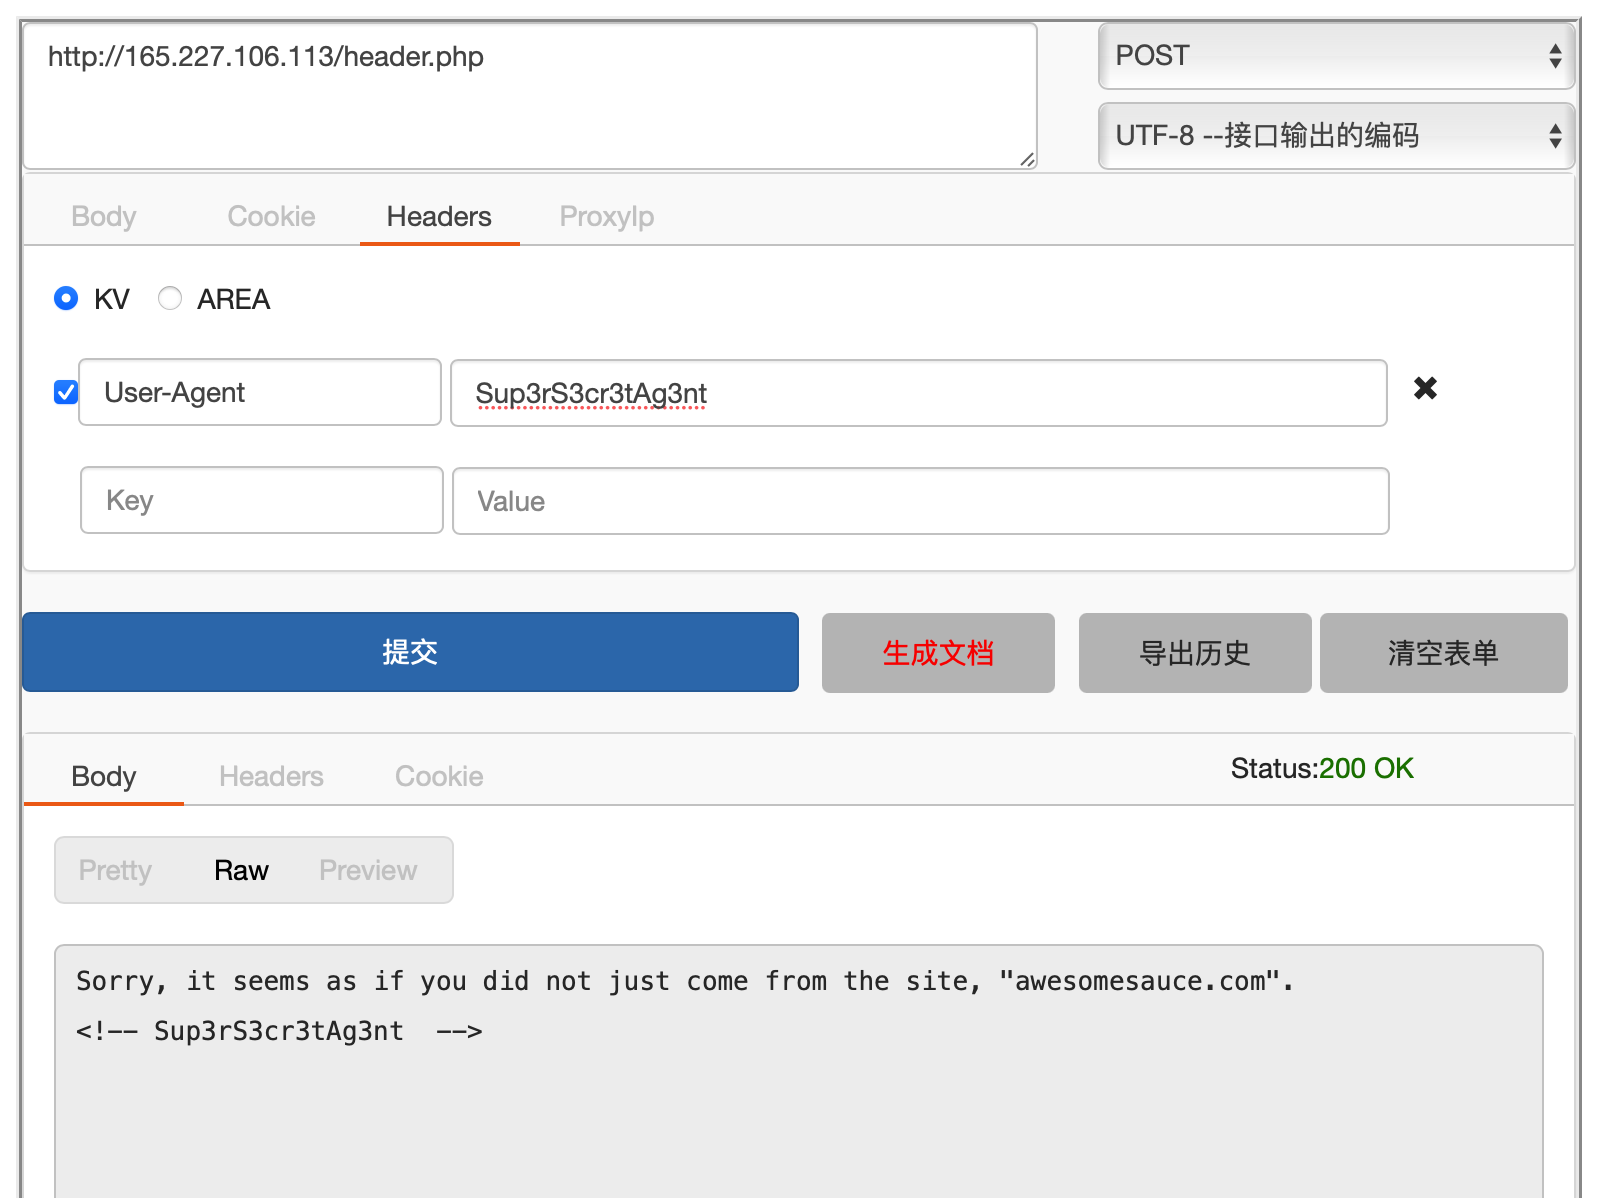 http://165.227.106.113/header.php
POST
UTF-8 --接口输出的编码
Body Cookie Headers ProxyIp
KV AREA
User-Agent Sup3rS3cr3tAg3nt
Key Value
提交 生成文档 导出历史 清空表单
Body Headers Cookie Status:200 OK
Pretty Raw Preview
Sorry, it seems as if you did not just come from the site, "awesomesauce.com".
<!-- Sup3rS3cr3tAg3nt  -->